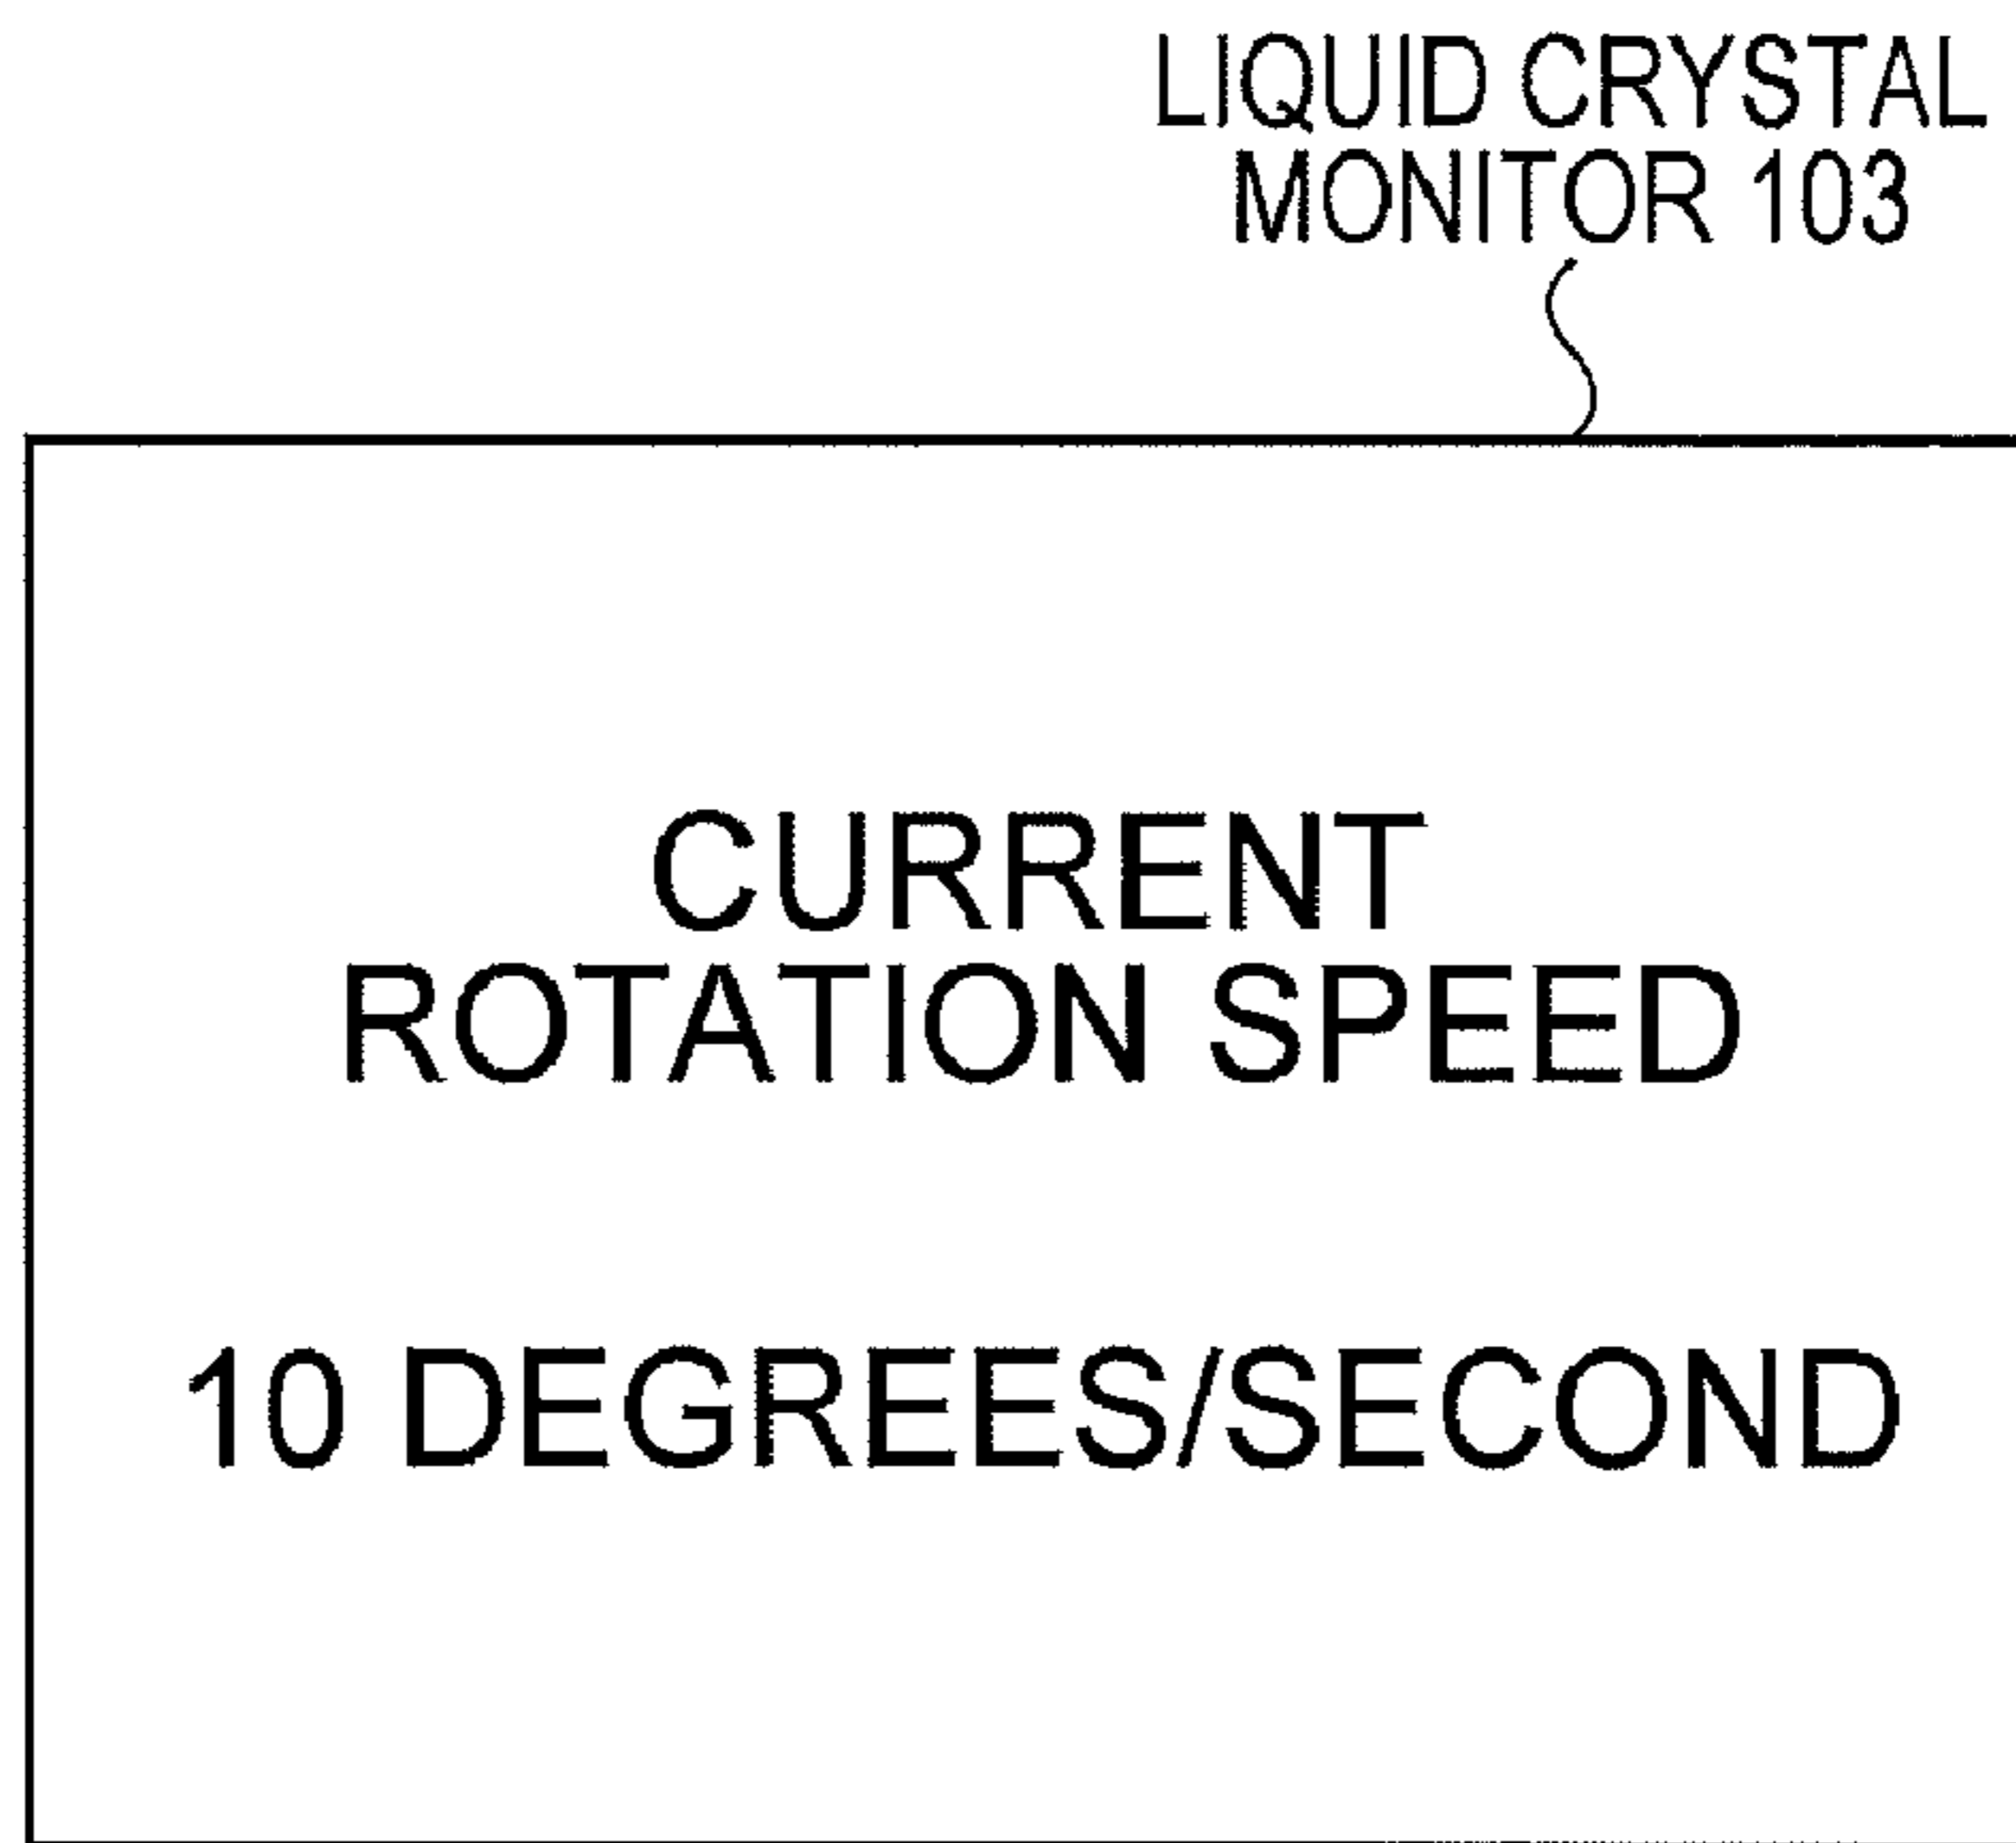 LIQUID CRYSTAL
MONITOR 103
CURRENT
ROTATION SPEED
10 DEGREES/SECOND